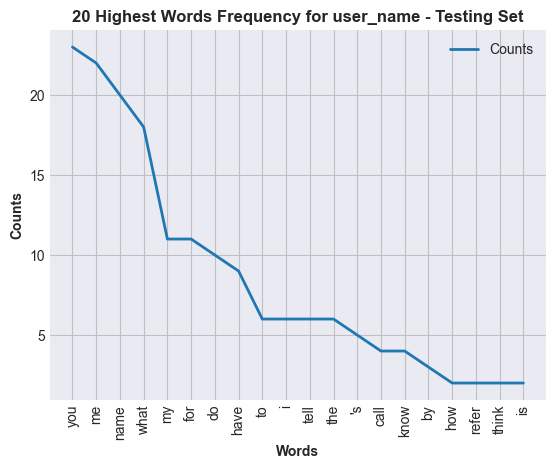 20 Highest Words Frequency for user_name - Testing Set
Counts
20
15
10
5
Counts
you
me
name
what
my
for
do
have
to
i
tell
the
's
call
know
by
how
refer
think
is
Words